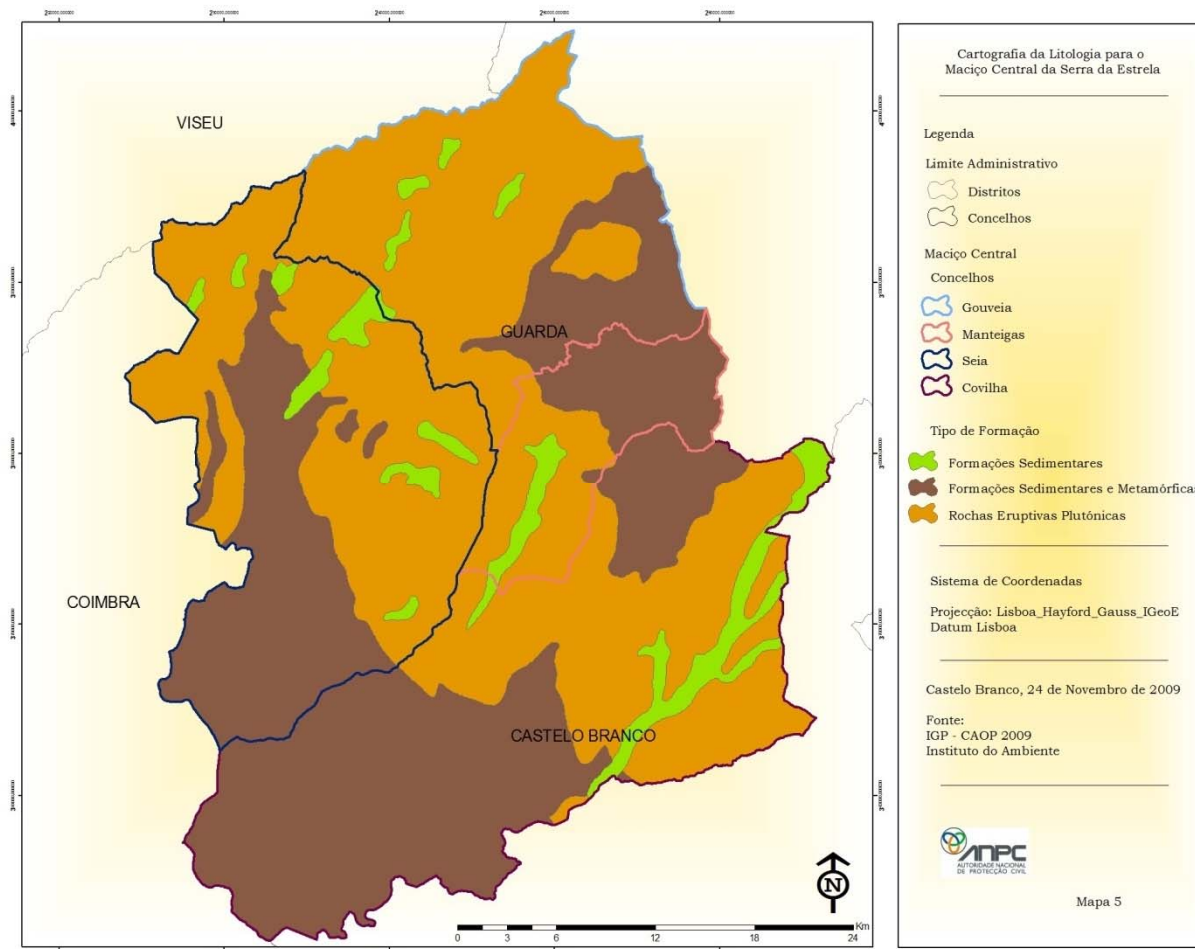 VISEU
GUARDA
COIMBRA
CASTELO BRANCO
N
Km
0 3 6 12 18 24
Cartografia da Litologia para o
Maciço Central da Serra da Estrela
Legenda
Limite Administrativo
Distritos
Concelhos
Maciço Central
Concelhos
Gouveia
Manteigas
Seia
Covilha
Tipo de Formação
Formações Sedimentares
Formações Sedimentares e Metamórficas
Rochas Eruptivas Plutónicas
Sistema de Coordenadas
Projecção: Lisboa_Hayford_Gauss_IGeoE
Datum Lisboa
Castelo Branco, 24 de Novembro de 2009
Fonte:
IGP - CAOP 2009
Instituto do Ambiente
ANPC
AUTORIDADE NACIONAL
DE PROTECÇÃO CIVIL
Mapa 5